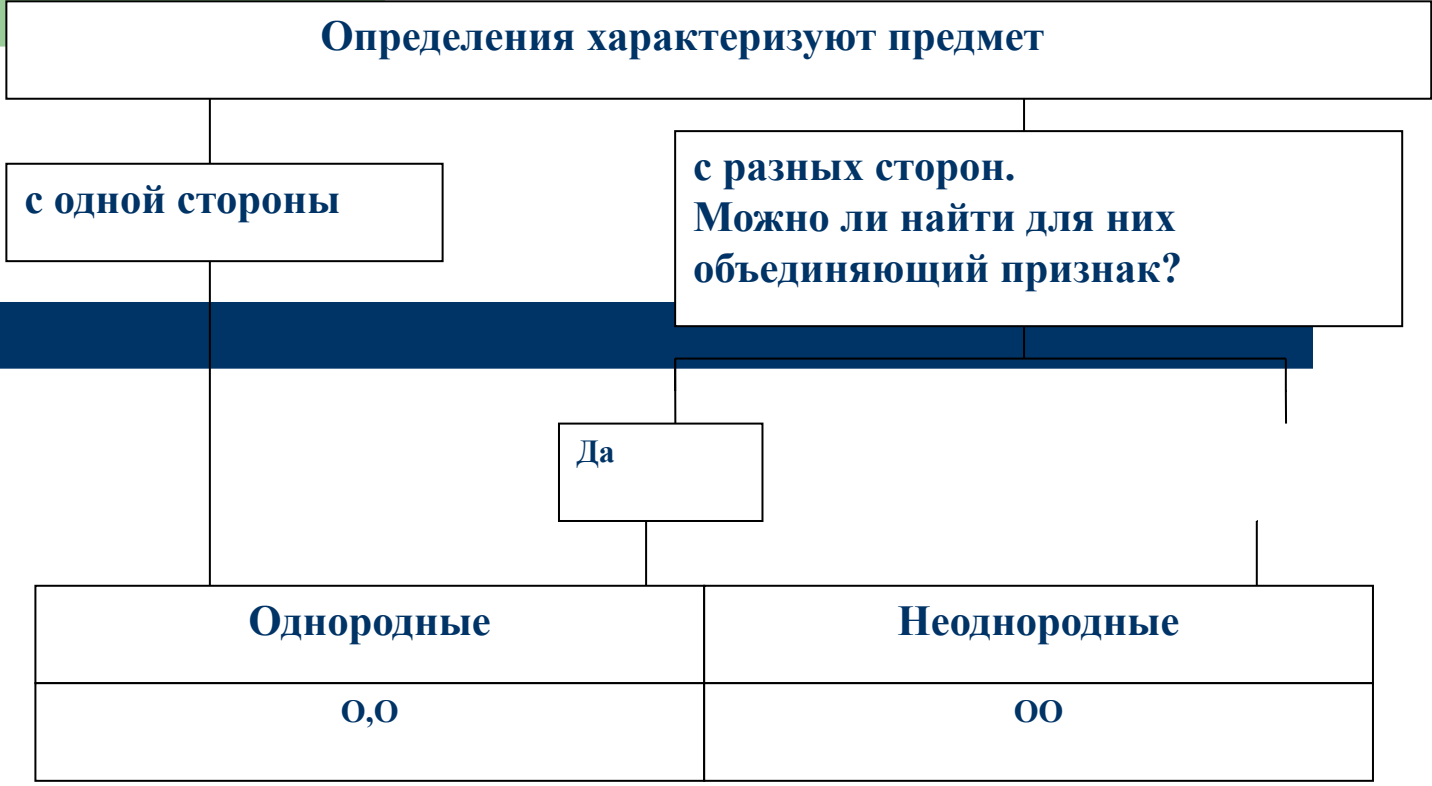 Определения характеризуют предмет
с одной стороны
с разных сторон.
Можно ли найти для них
объединяющий признак?
Да
Однородные
Неоднородные
О,О
ОО